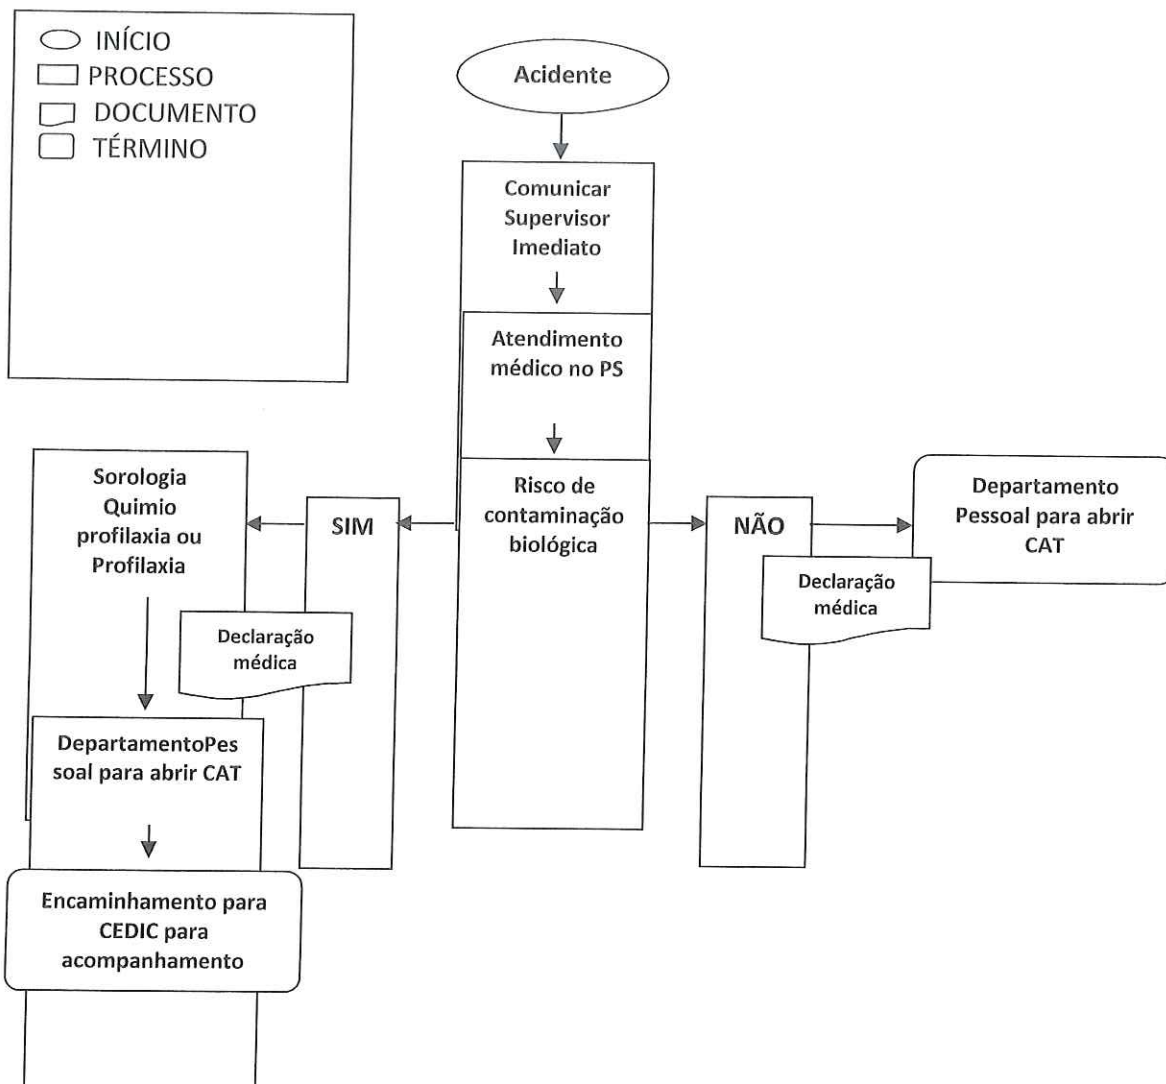 INÍCIO
PROCESSO
DOCUMENTO
TÉRMINO
Acidente
Comunicar
Supervisor
Imediato
Atendimento
médico no PS
Risco de
contaminação
biológica
SIM
NÃO
Sorologia
Quimio
profilaxia ou
Profilaxia
Declaração
médica
DepartamentoPes
soal para abrir CAT
Encaminhamento para
CEDIC para
acompanhamento
Declaração
médica
Departamento
Pessoal para abrir
CAT